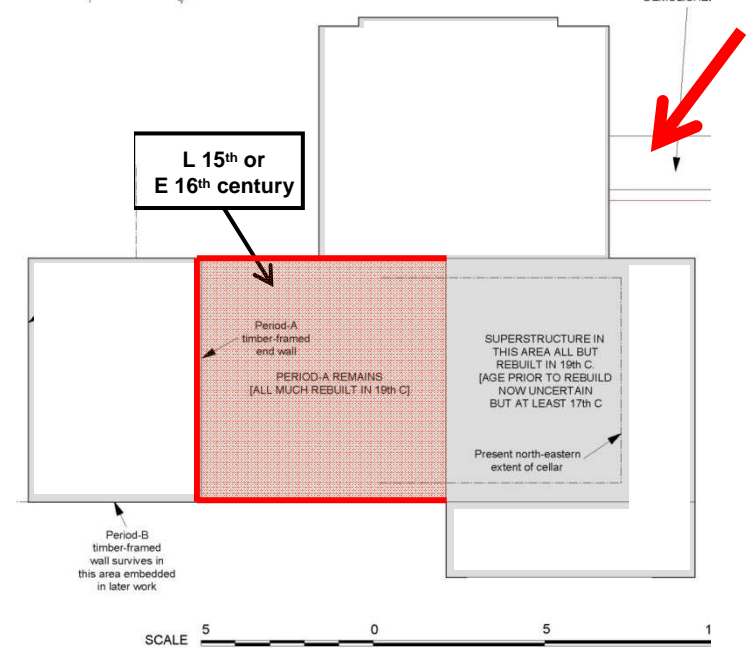 L 15th or
E 16th century
Period-A
timber-framed
end wall
PERIOD-A REMAINS
[ALL MUCH REBUILT IN 19th C]
SUPERSTRUCTURE IN
THIS AREA ALL BUT
REBUILT IN 19th C.
[AGE PRIOR TO REBUILD
NOW UNCERTAIN
BUT AT LEAST 17th C
Present north-eastern
extent of cellar
Period-B
timber-framed
wall survives in
this area embedded
in later work
SCALE 5 0 5 1